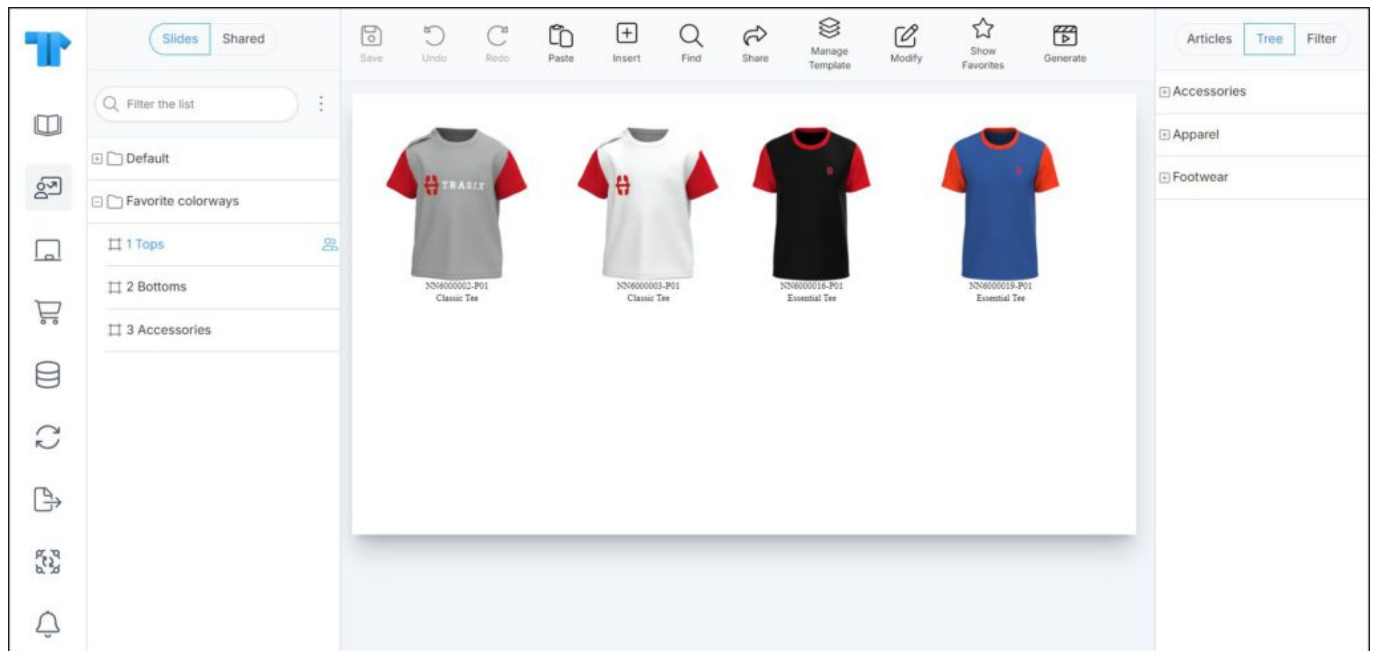 Slides Shared
Save Undo Redo Paste Insert Find Share Manage Template Modify Show Favorites Generate
Articles Tree Filter
Filter the list
Default
Favorite colorways
1 Tops
2 Bottoms
3 Accessories
TRASIX
NN6000002-P01
Classic Tee
NN6000003-P01
Classic Tee
NN6000016-P01
Essential Tee
NN6000019-P01
Essential Tee
Accessories
Apparel
Footwear